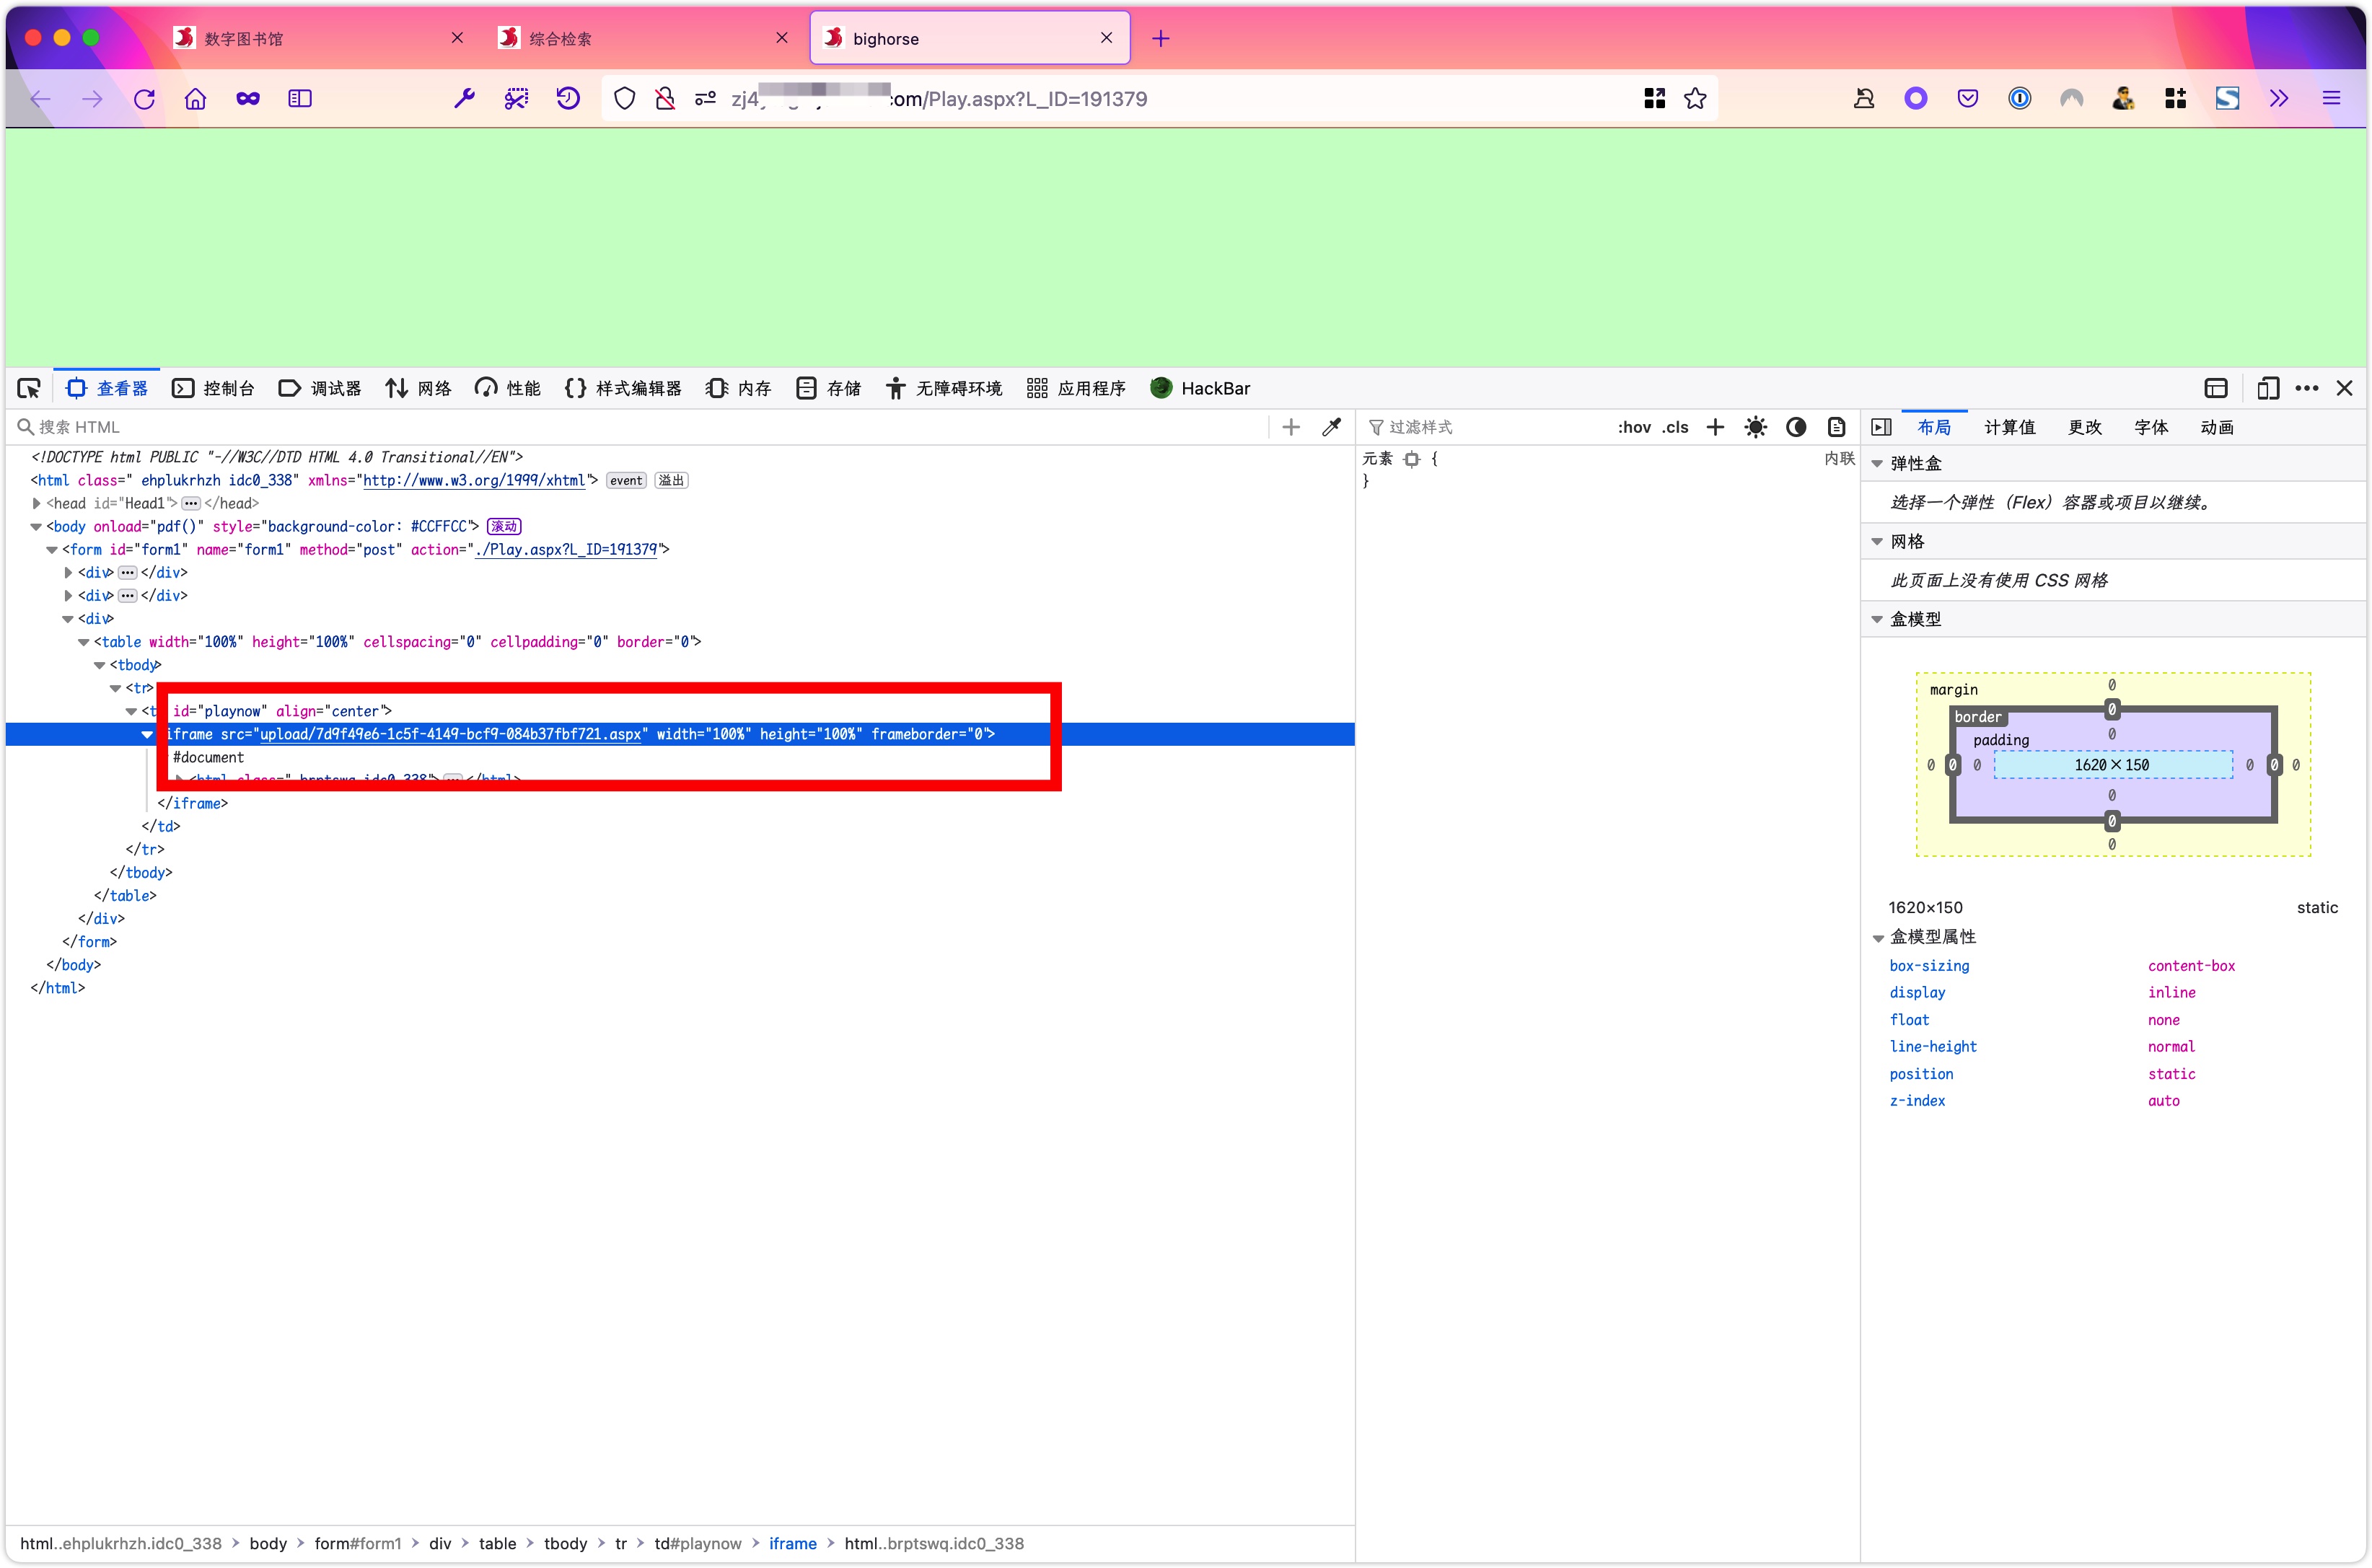 数字图书馆
综合检索
bighorse
com/Play.aspx?L_ID=191379
查看器 控制台 调试器 网络 性能 样式编辑器 内存 存储 无障碍环境 应用程序 HackBar
搜索 HTML
<!DOCTYPE html PUBLIC "-//W3C//DTD HTML 4.0 Transitional//EN">
<html class=" ehplukrhzh idc0_338" xmlns="http://www.w3.org/1999/xhtml"> event 溢出
<head id="Head1"> ••• </head>
<body onload="pdf()" style="background-color: #CCFFCC"> 滚动
<form id="form1" name="form1" method="post" action="./Play.aspx?L_ID=191379">
<div> ••• </div>
<div> ••• </div>
<div>
<table width="100%" height="100%" cellspacing="0" cellpadding="0" border="0">
<tbody>
<tr>
id="playnow" align="center">
iframe src="upload/7d9f49e6-1c5f-4149-bcf9-084b37fbf721.aspx" width="100%" height="100%" frameborder="0">
#document
<html class=" brptswq idc0_338"> ••• </html>
</iframe>
</td>
</tr>
</tbody>
</table>
</div>
</form>
</body>
</html>
html..ehplukrhzh.idc0_338 > body > form#form1 > div > table > tbody > tr > td#playnow > iframe > html..brptswq.idc0_338
过滤样式 :hov .cls
元素 { 内联
}
布局 计算值 更改 字体 动画
弹性盒
选择一个弹性（Flex）容器或项目以继续。
网格
此页面上没有使用 CSS 网格
盒模型
margin 0
border 0
padding 0
0 0 0 1620×150 0 0 0
0
0
0
1620×150 static
盒模型属性
box-sizing content-box
display inline
float none
line-height normal
position static
z-index auto